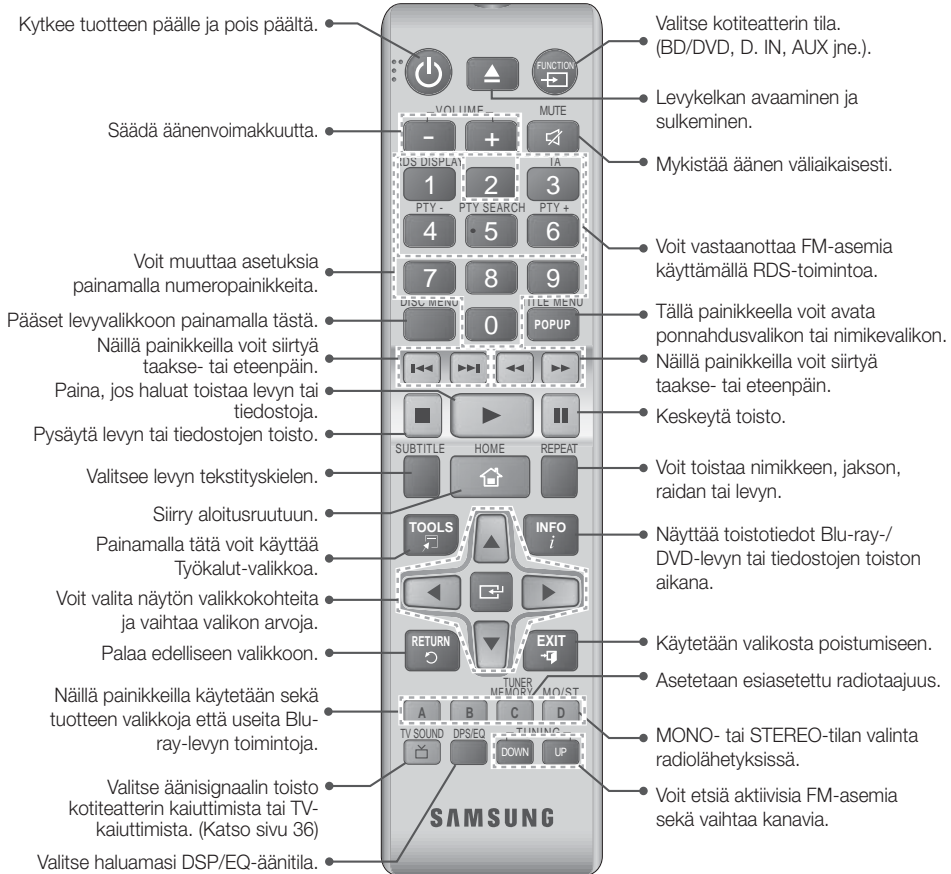 Kytkee tuotteen päälle ja pois päältä.
Säädä äänenvoimakkuutta.
Voit muuttaa asetuksia
painamalla numeropainikkeita.
Pääset levyvalikkoon painamalla tästä.
Näillä painikkeilla voit siirtyä
taakse- tai eteenpäin.
Paina, jos haluat toistaa levyn tai
tiedostoja.
Pysäytä levyn tai tiedostojen toisto.
Valitsee levyn tekstityskielen.
Siirry aloitusruutuun.
Painamalla tätä voit käyttää
Työkalut-valikkoa.
Voit valita näytön valikkokohteita
ja vaihtaa valikon arvoja.
Palaa edelliseen valikkoon.
Näillä painikkeilla käytetään sekä
tuotteen valikkoja että useita Blu-
ray-levyn toimintoja.
Valitse äänisignaalin toisto
kotiteatterin kaiuttimista tai TV-
kaiuttimista. (Katso sivu 36)
Valitse haluamasi DSP/EQ-äänitila.
FUNCTION
VOLUME MUTE
- +
RDS DISPLAY TA
1 2 3
PTY - PTY SEARCH PTY +
4 5 6
7 8 9
DISC MENU TITLE MENU
0 POPUP
SUBTITLE HOME REPEAT
TOOLS INFO
i
RETURN EXIT
TUNER
MEMORY MO/ST
A B C D
TV SOUND DPS/EQ TUNING
DOWN UP
SAMSUNG
Valitse kotiteatterin tila.
(BD/DVD, D. IN, AUX jne.).
Levykelkan avaaminen ja
sulkeminen.
Mykistää äänen väliaikaisesti.
Voit vastaanottaa FM-asemia
käyttämällä RDS-toimintoa.
Tällä painikkeella voit avata
ponnahdusvalikon tai nimikevalikon.
Näillä painikkeilla voit siirtyä
taakse- tai eteenpäin.
Keskeytä toisto.
Voit toistaa nimikkeen, jakson,
raidan tai levyn.
Näyttää toistotiedot Blu-ray-/
DVD-levyn tai tiedostojen toiston
aikana.
Käytetään valikosta poistumiseen.
Asetetaan esiasetettu radiotaajuus.
MONO- tai STEREO-tilan valinta
radiolähetyksissä.
Voit etsiä aktiivisia FM-asemia
sekä vaihtaa kanavia.